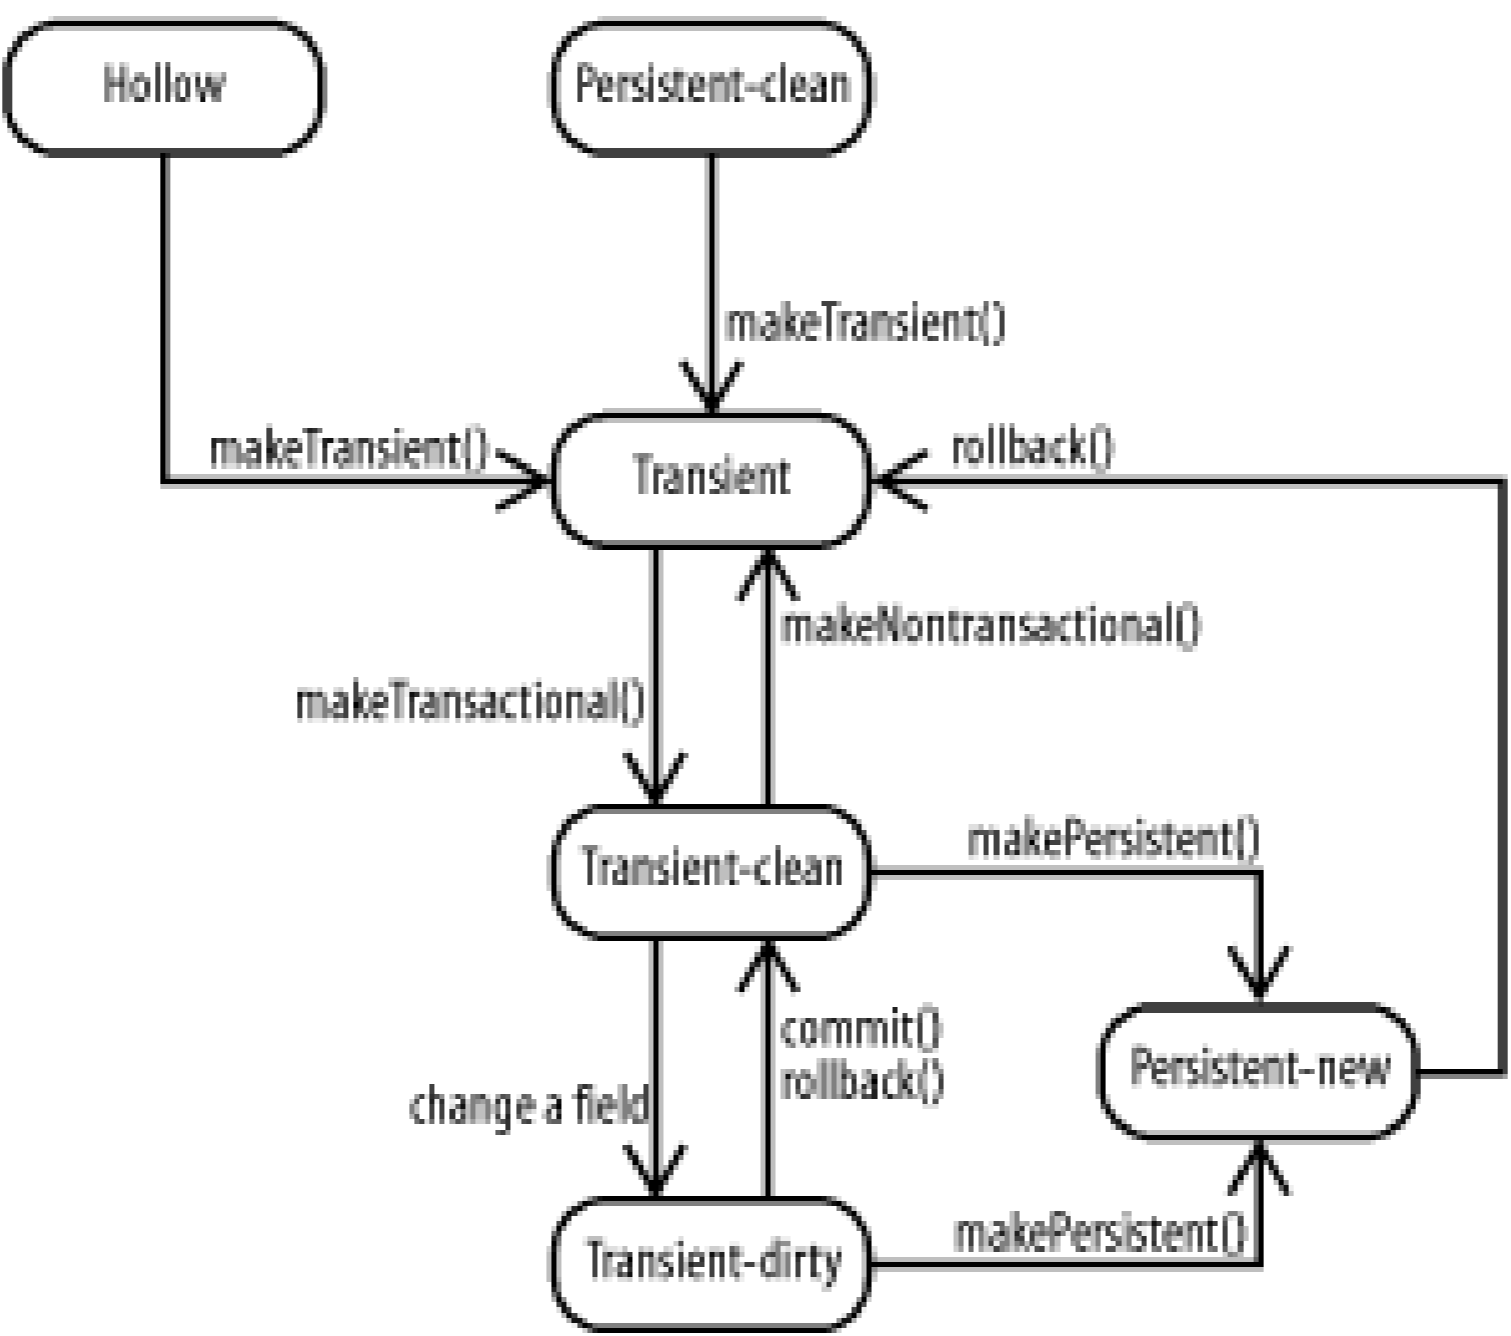 Hollow
Persistent-clean
makeTransient()
makeTransient()
Transient
rollback()
makeNontransactional()
makeTransactional()
makePersistent()
Transient-clean
commit()
rollback()
Persistent-new
change a field
makePersistent()
Transient-dirty